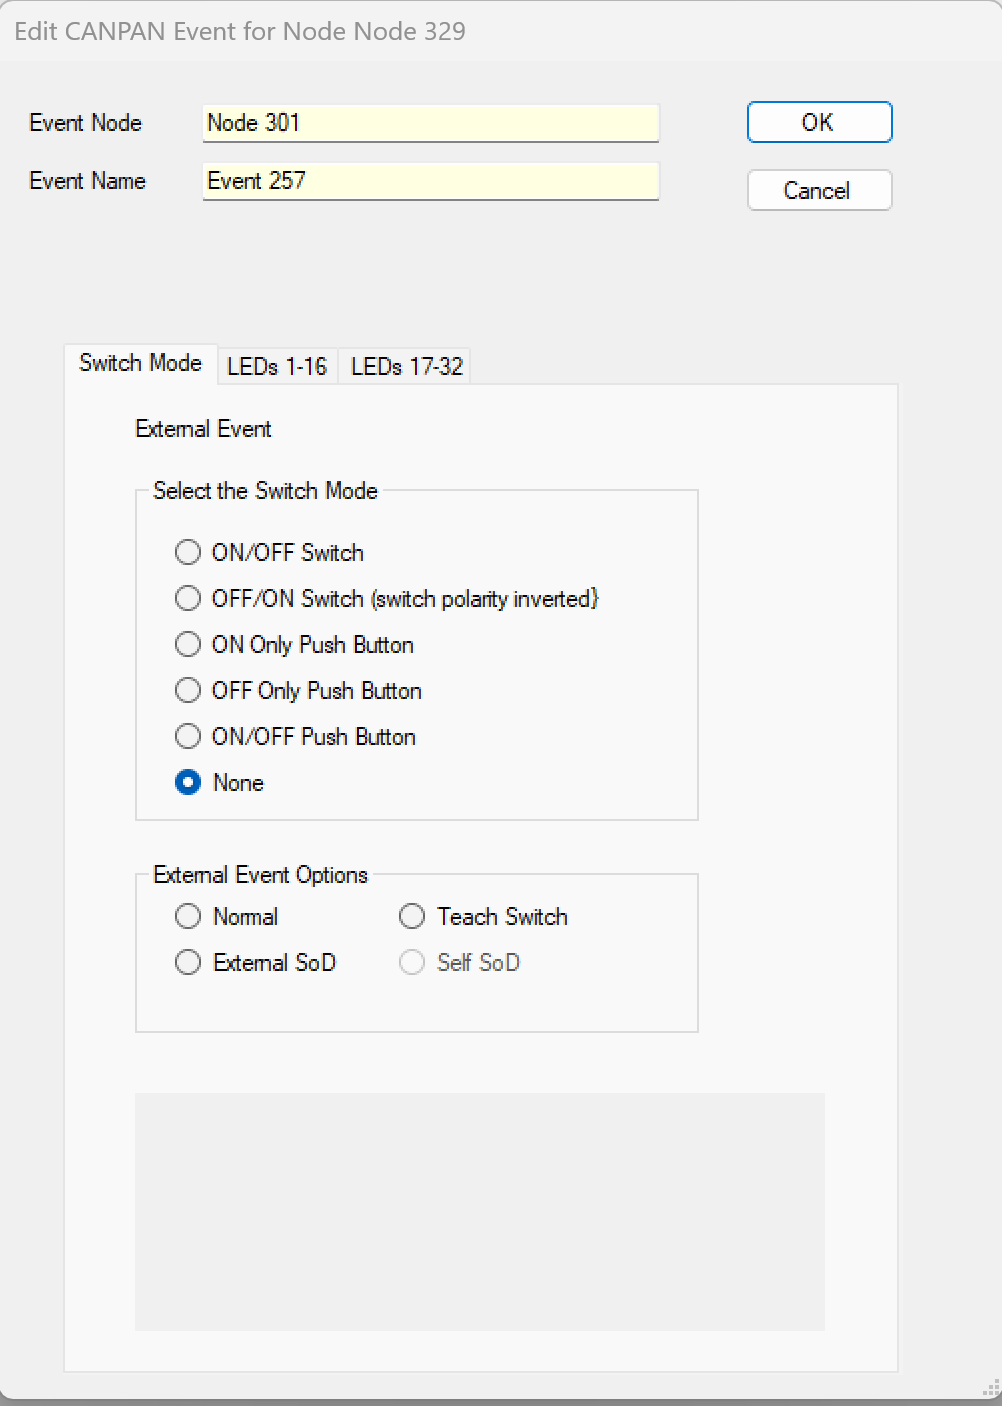 Edit CANPAN Event for Node Node 329
Event Node Node 301 OK
Event Name Event 257 Cancel
Switch Mode LEDs 1-16 LEDs 17-32
External Event
Select the Switch Mode
ON/OFF Switch
OFF/ON Switch (switch polarity inverted}
ON Only Push Button
OFF Only Push Button
ON/OFF Push Button
None
External Event Options
Normal Teach Switch
External SoD Self SoD